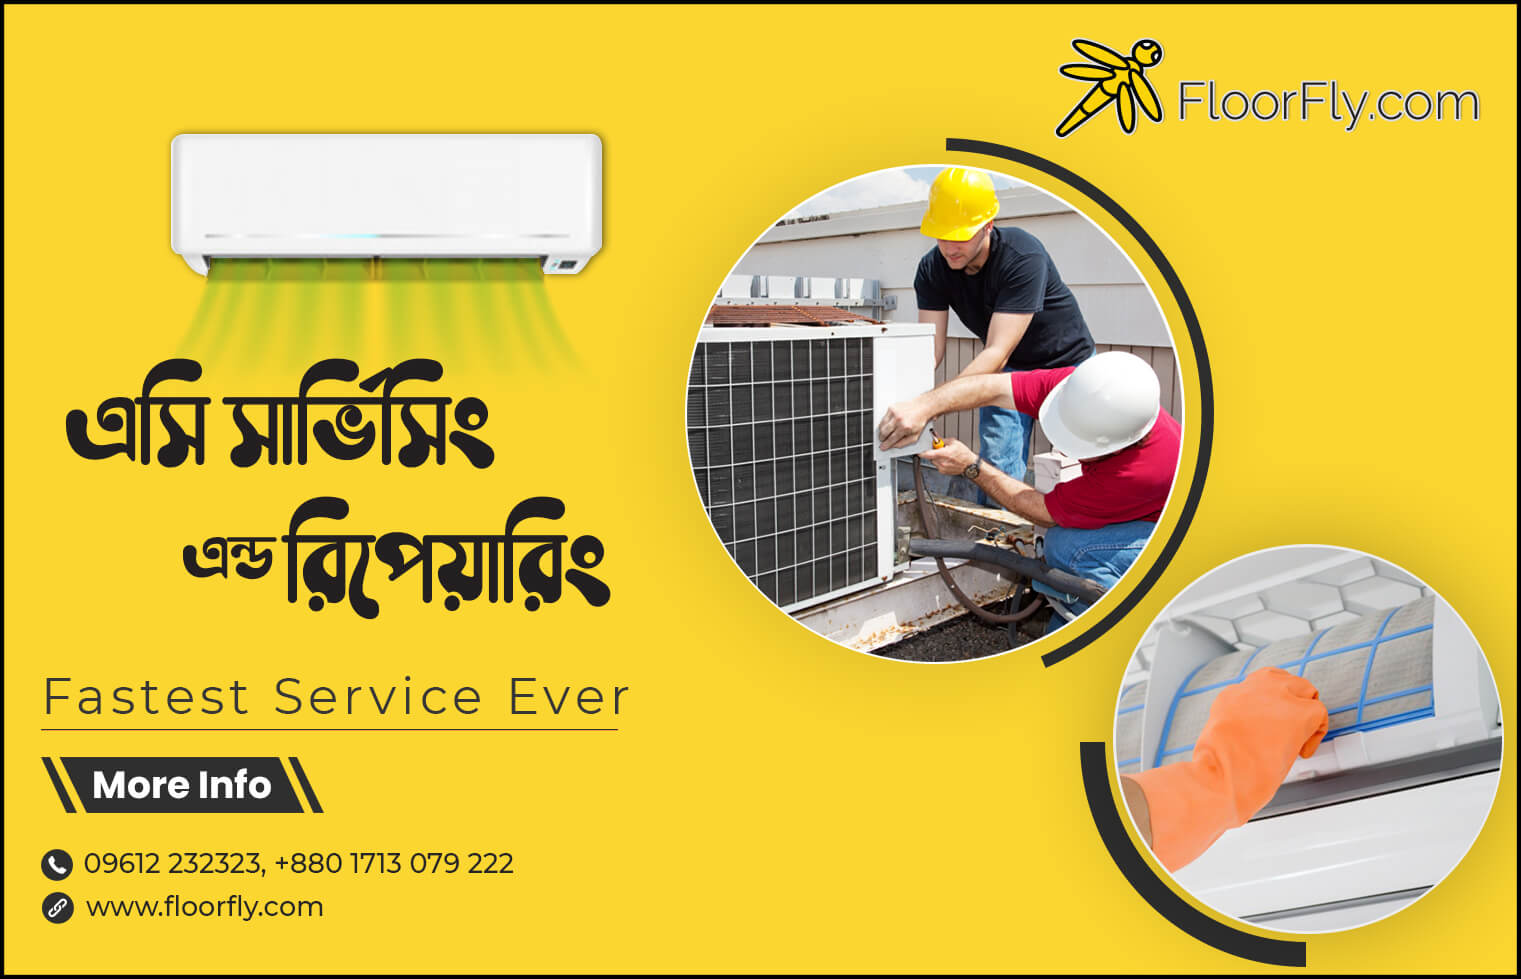 FloorFly.com
এসি সার্ভিসিং
এন্ড রিপেয়ারিং
Fastest Service Ever
More Info
09612 232323, +880 1713 079 222
www.floorfly.com